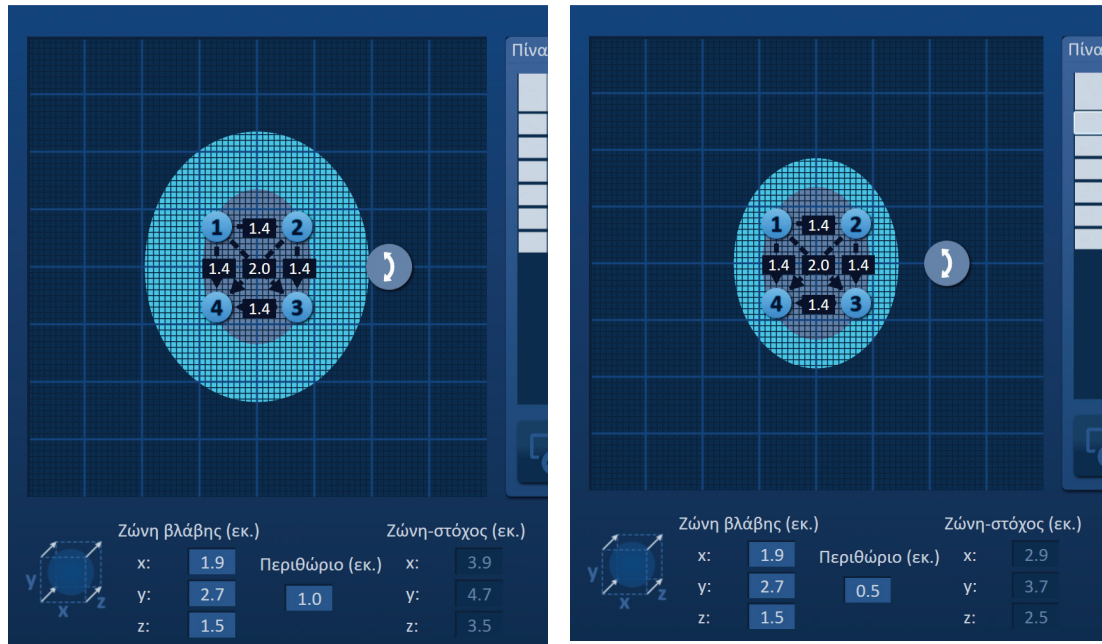 Πίνα
1 1.4 2
1.4 2.0 1.4
4 1.4 3
Ζώνη βλάβης (εκ.) Ζώνη-στόχος (εκ.)
x: 1.9 Περιθώριο (εκ.) x: 3.9
y: 2.7 1.0 y: 4.7
z: 1.5 z: 3.5
y x z
Πίνα
1 1.4 2
1.4 2.0 1.4
4 1.4 3
Ζώνη βλάβης (εκ.) Ζώνη-στόχος (εκ.)
x: 1.9 Περιθώριο (εκ.) x: 2.9
y: 2.7 0.5 y: 3.7
z: 1.5 z: 2.5
y x z